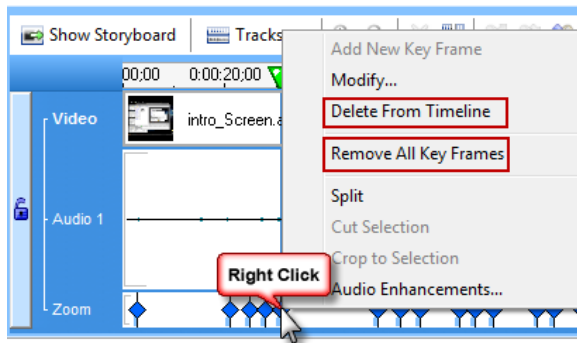 Show Storyboard
Tracks
00;00
0:00:20;00
Video
intro_Screen.a
Audio 1
Zoom
Right Click
Add New Key Frame
Modify...
Delete From Timeline
Remove All Key Frames
Split
Cut Selection
Crop to Selection
Audio Enhancements...